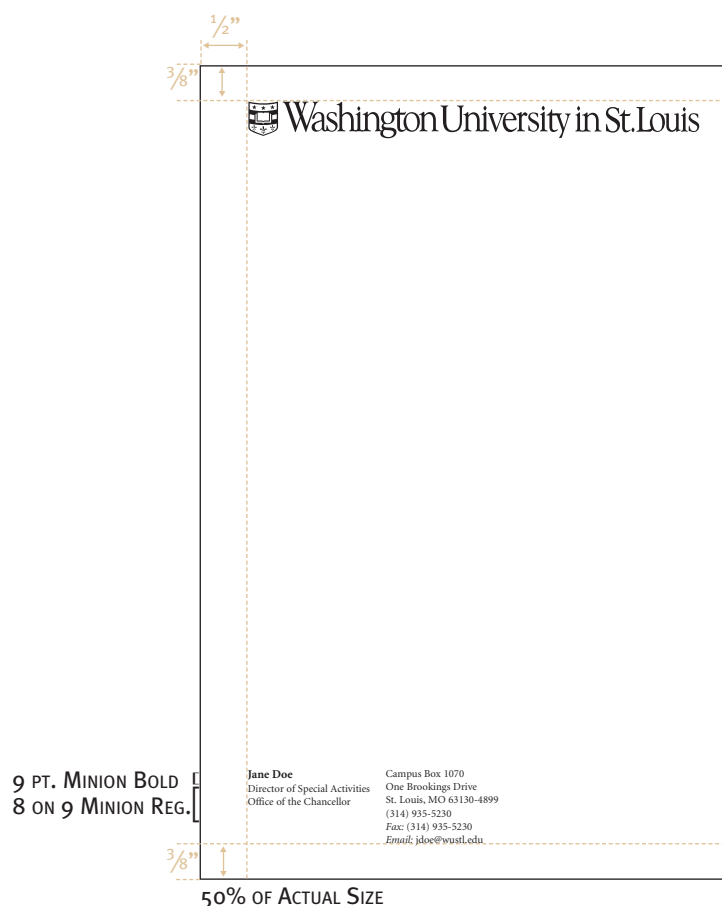 ½”
⅜”
Washington University in St. Louis
9 pt. Minion Bold
8 on 9 Minion Reg.
Jane Doe
Director of Special Activities
Office of the Chancellor
Campus Box 1070
One Brookings Drive
St. Louis, MO 63130-4899
(314) 935-5230
Fax: (314) 935-5230
Email: jdoe@wustl.edu
⅜”
50% of Actual Size